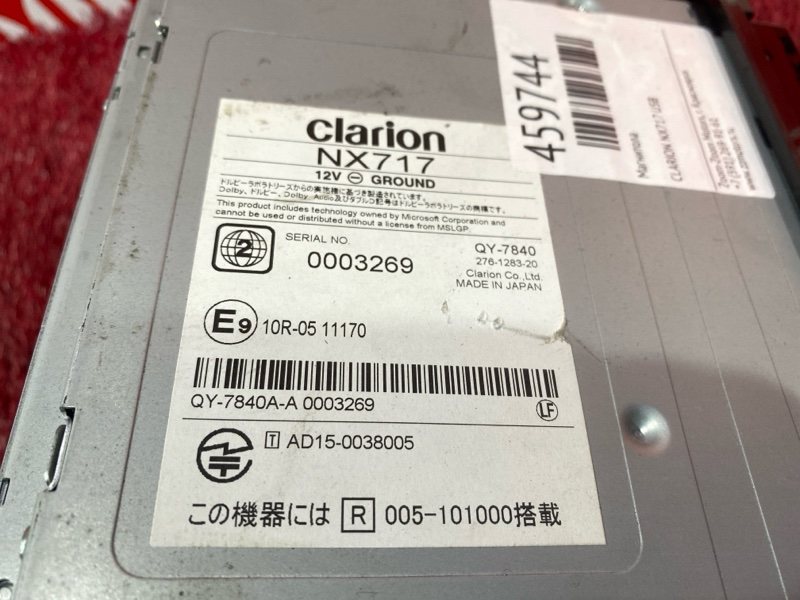 459744
Магнитола
CLARION NX717 USB
Clarion
NX717
12V ⊖ GROUND
ドルビーラボラトリーズからの実施権に基づき製造されています。
Dolby、ドルビー、Dolby Audio及びダブルD記号はドルビーラボラトリーズの商標です。
This product includes technology owned by Microsoft Corporation and
cannot be used or distributed without a license from MSLGP.
2
SERIAL NO.
0003269
QY-7840
276-1283-20
Clarion Co.,Ltd.
MADE IN JAPAN
E9 10R-05 11170
QY-7840A-A 0003269
LF
T AD15-0038005
この機器には R 005-101000搭載